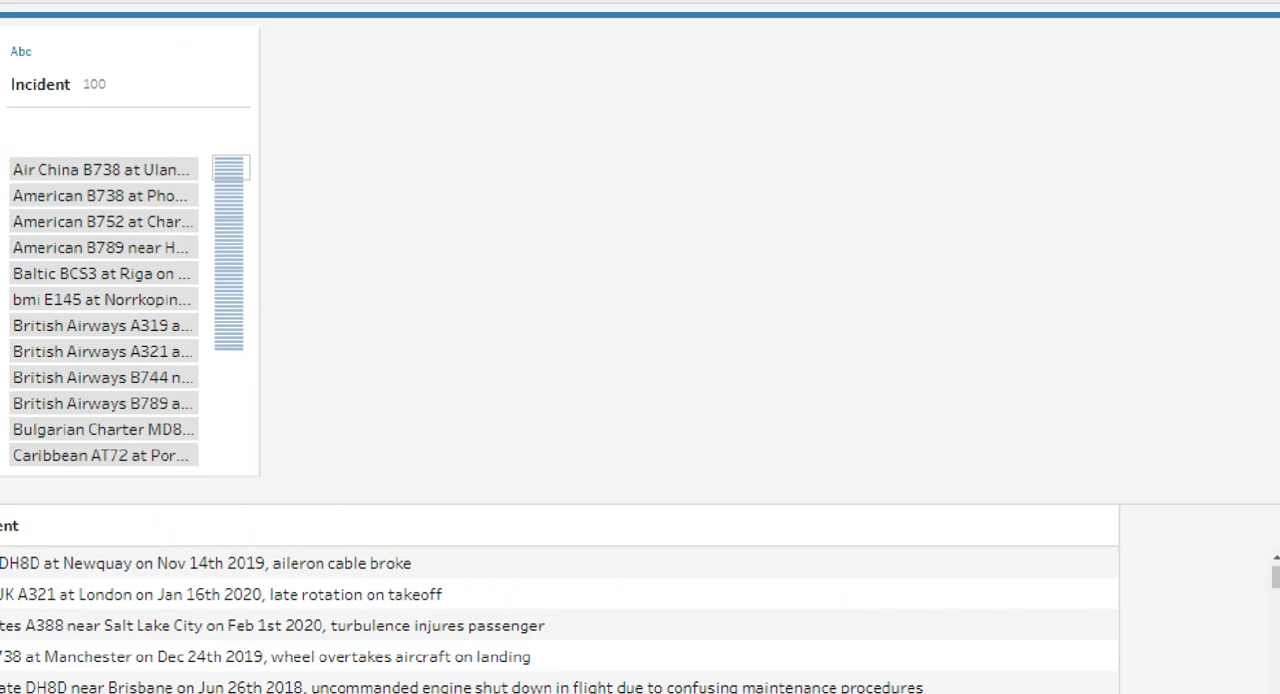 Abc
Incident 100
Air China B738 at Ulan...
American B738 at Pho...
American B752 at Char...
American B789 near H...
Baltic BCS3 at Riga on ...
bmi E145 at Norrkopin...
British Airways A319 a...
British Airways A321 a...
British Airways B744 n...
British Airways B789 a...
Bulgarian Charter MD8...
Caribbean AT72 at Por...
ent
DH8D at Newquay on Nov 14th 2019, aileron cable broke
UK A321 at London on Jan 16th 2020, late rotation on takeoff
tes A388 near Salt Lake City on Feb 1st 2020, turbulence injures passenger
738 at Manchester on Dec 24th 2019, wheel overtakes aircraft on landing
ate DH8D near Brisbane on Jun 26th 2018, uncommanded engine shut down in flight due to confusing maintenance procedures